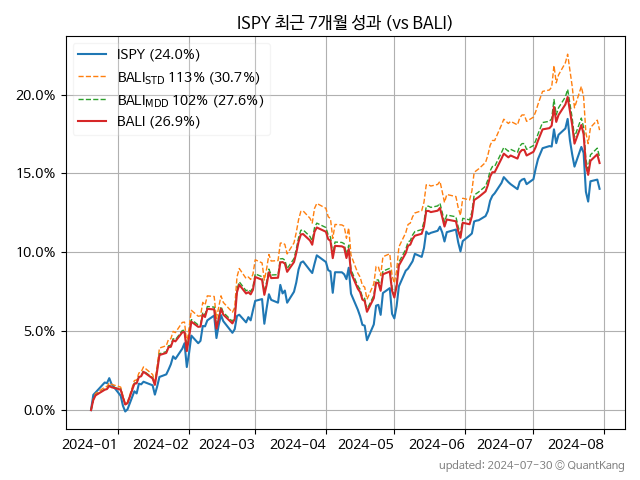 ISPY 최근 7개월 성과 (vs BALI)
ISPY (24.0%)
BALI_STD 113% (30.7%)
BALI_MDD 102% (27.6%)
BALI (26.9%)
20.0%
15.0%
10.0%
5.0%
0.0%
2024-01 2024-02 2024-03 2024-04 2024-05 2024-06 2024-07 2024-08
updated: 2024-07-30 © QuantKang